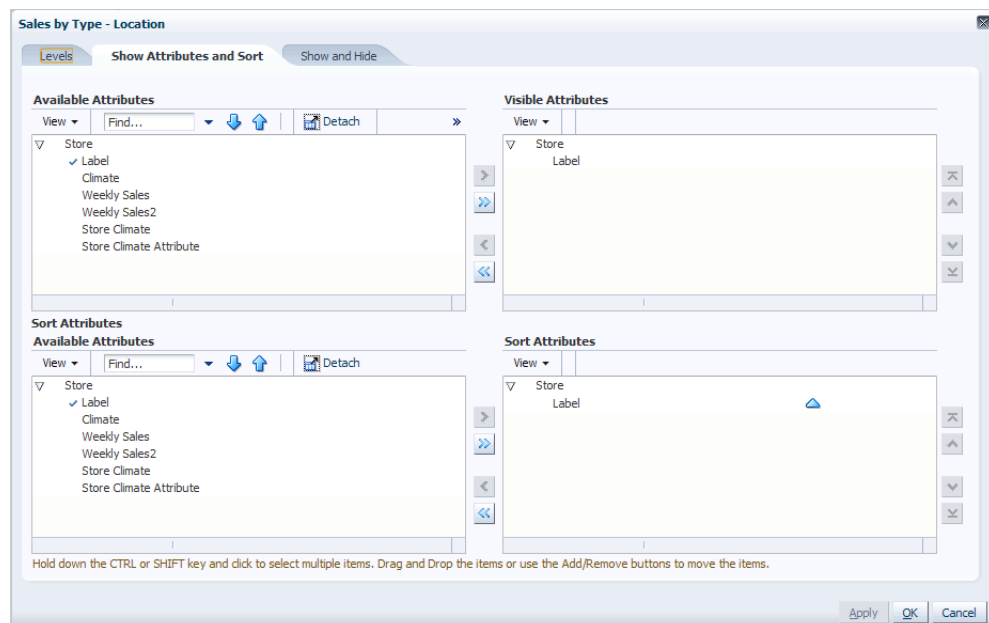 Sales by Type - Location
Levels
Show Attributes and Sort
Show and Hide
Available Attributes
View
Find...
Detach
»
Store
Label
Climate
Weekly Sales
Weekly Sales2
Store Climate
Store Climate Attribute
Visible Attributes
View
Store
Label
Sort Attributes
Available Attributes
View
Find...
Detach
Store
Label
Climate
Weekly Sales
Weekly Sales2
Store Climate
Store Climate Attribute
Sort Attributes
View
Store
Label
Hold down the CTRL or SHIFT key and click to select multiple items. Drag and Drop the items or use the Add/Remove buttons to move the items.
Apply OK Cancel